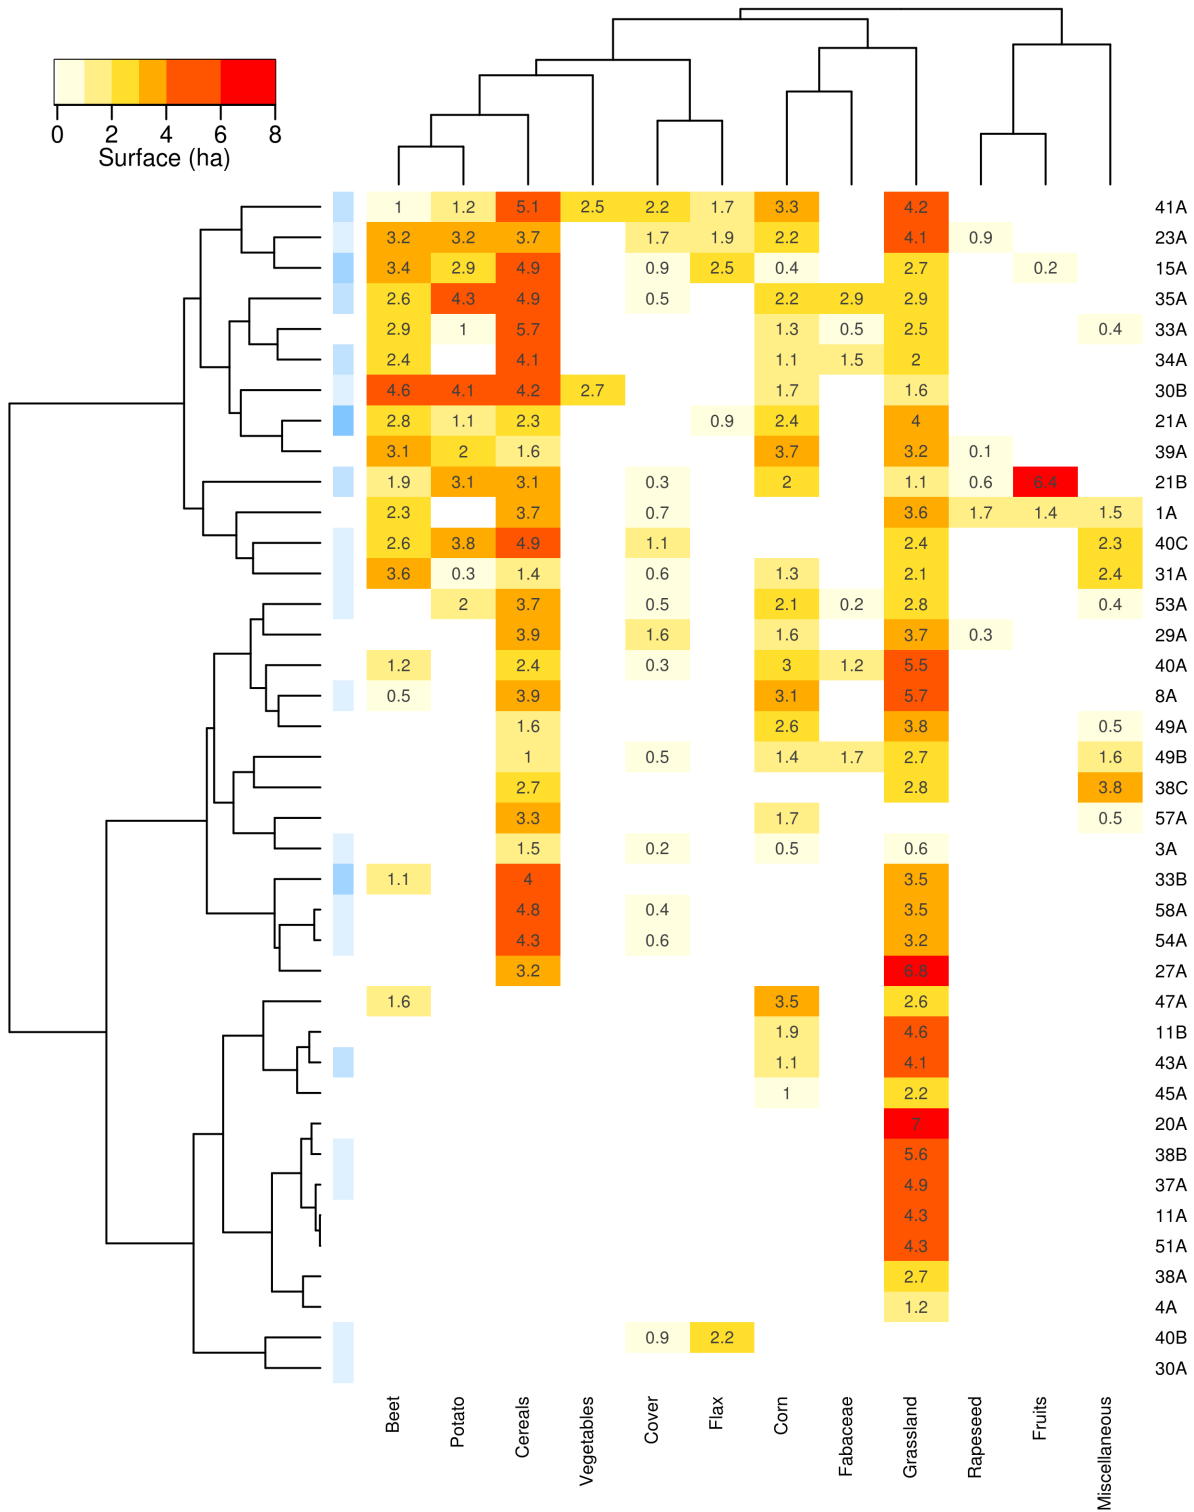 0 2 4 6 8
Surface (ha)
1 1.2 5.1 2.5 2.2 1.7 3.3 4.2 41A
3.2 3.2 3.7 1.7 1.9 2.2 4.1 0.9 23A
3.4 2.9 4.9 0.9 2.5 0.4 2.7 0.2 15A
2.6 4.3 4.9 0.5 2.2 2.9 2.9 35A
2.9 1 5.7 1.3 0.5 2.5 0.4 33A
2.4 4.1 1.1 1.5 2 34A
4.6 4.1 4.2 2.7 1.7 1.6 30B
2.8 1.1 2.3 0.9 2.4 4 21A
3.1 2 1.6 3.7 3.2 0.1 39A
1.9 3.1 3.1 0.3 2 1.1 0.6 6.4 21B
2.3 3.7 0.7 3.6 1.7 1.4 1.5 1A
2.6 3.8 4.9 1.1 2.4 2.3 40C
3.6 0.3 1.4 0.6 1.3 2.1 2.4 31A
2 3.7 0.5 2.1 0.2 2.8 0.4 53A
3.9 1.6 1.6 3.7 0.3 29A
1.2 2.4 0.3 3 1.2 5.5 40A
0.5 3.9 3.1 5.7 8A
1.6 2.6 3.8 0.5 49A
1 0.5 1.4 1.7 2.7 1.6 49B
2.7 2.8 3.8 38C
3.3 1.7 0.5 57A
1.5 0.2 0.5 0.6 3A
1.1 4 3.5 33B
4.8 0.4 3.5 58A
4.3 0.6 3.2 54A
3.2 6.8 27A
1.6 3.5 2.6 47A
1.9 4.6 11B
1.1 4.1 43A
1 2.2 45A
7 20A
5.6 38B
4.9 37A
4.3 11A
4.3 51A
2.7 38A
1.2 4A
0.9 2.2 40B
30A
Beet Potato Cereals Vegetables Cover Flax Corn Fabaceae Grassland Rapeseed Fruits Miscellaneous